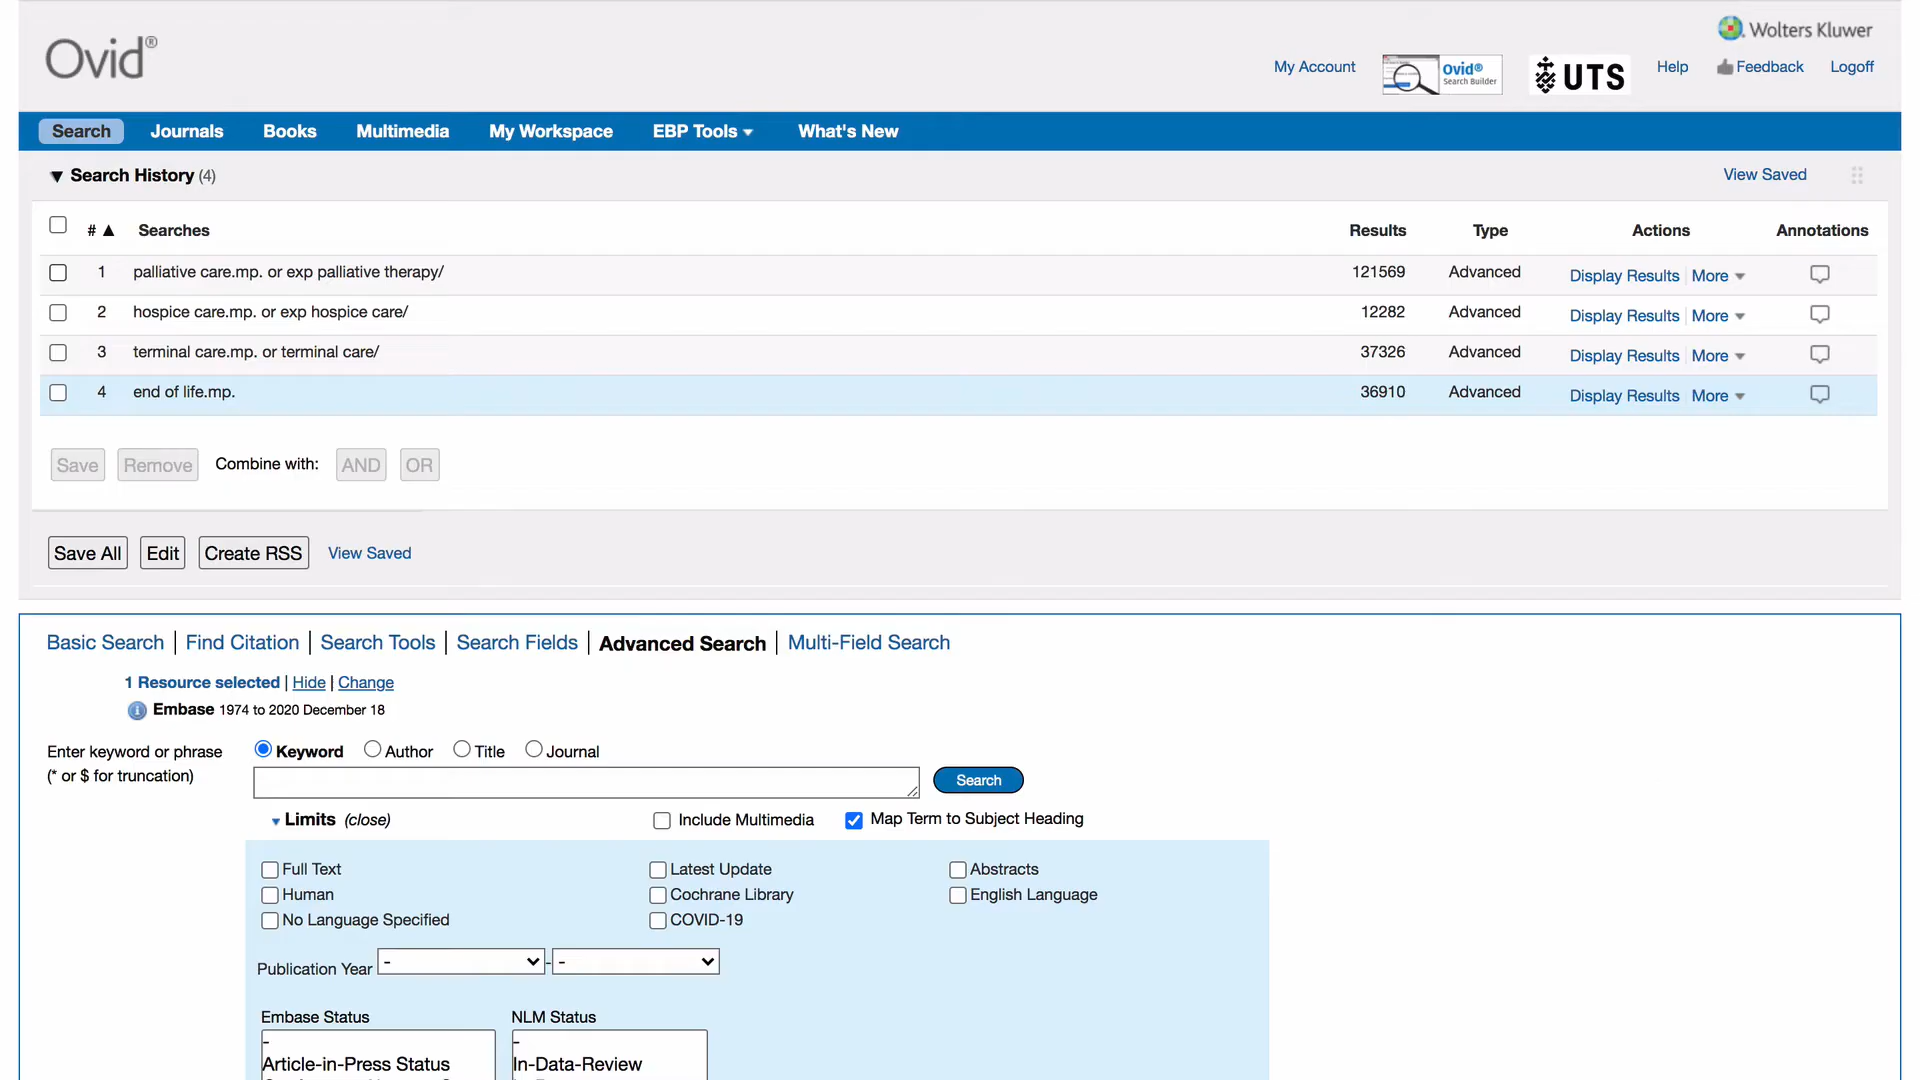 Ovid®
Wolters Kluwer
My Account
Ovid®
Search Builder
UTS
Help
Feedback
Logoff
Search Journals Books Multimedia My Workspace EBP Tools What's New
▼ Search History (4)
View Saved
# ▲ Searches Results Type Actions Annotations
1 palliative care.mp. or exp palliative therapy/ 121569 Advanced Display Results More
2 hospice care.mp. or exp hospice care/ 12282 Advanced Display Results More
3 terminal care.mp. or terminal care/ 37326 Advanced Display Results More
4 end of life.mp. 36910 Advanced Display Results More
Save Remove Combine with: AND OR
Save All Edit Create RSS View Saved
Basic Search | Find Citation | Search Tools | Search Fields | Advanced Search | Multi-Field Search
1 Resource selected | Hide | Change
Embase 1974 to 2020 December 18
Enter keyword or phrase
(* or $ for truncation)
Keyword Author Title Journal
Search
Limits (close)
Include Multimedia
Map Term to Subject Heading
Full Text Latest Update Abstracts
Human Cochrane Library English Language
No Language Specified COVID-19
Publication Year - - -
Embase Status NLM Status
- -
Article-in-Press Status In-Data-Review